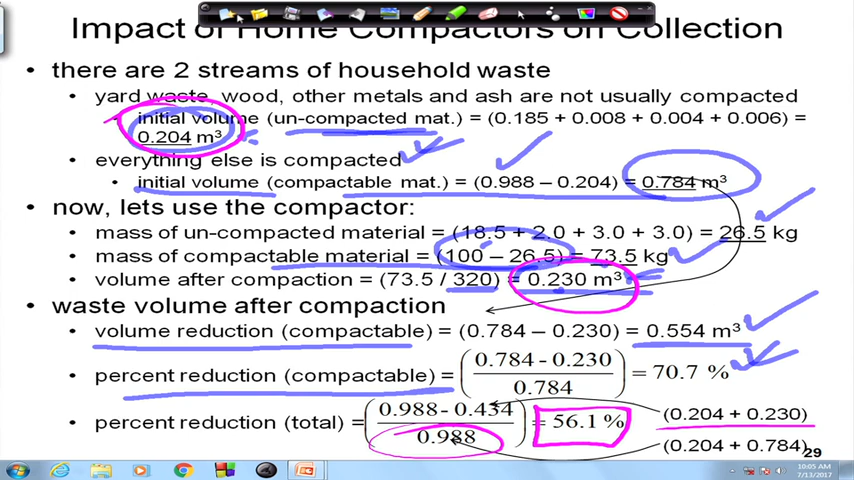 Impact of Home Compactors on Collection
• there are 2 streams of household waste
• yard waste, wood, other metals and ash are not usually compacted
• initial volume (un-compacted mat.) = (0.185 + 0.008 + 0.004 + 0.006) =
0.204 m³
• everything else is compacted
• initial volume (compactable mat.) = (0.988 – 0.204) = 0.784 m³
• now, lets use the compactor:
• mass of un-compacted material = (18.5 + 2.0 + 3.0 + 3.0) = 26.5 kg
• mass of compactable material = (100 – 26.5) = 73.5 kg
• volume after compaction = (73.5 / 320) = 0.230 m³
• waste volume after compaction
• volume reduction (compactable) = (0.784 – 0.230) = 0.554 m³
• percent reduction (compactable) = (0.784 - 0.230 / 0.784) = 70.7 %
• percent reduction (total) = (0.988 - 0.434 / 0.988) = 56.1 %
(0.204 + 0.230)
(0.204 + 0.784)
29
10:05 AM
7/13/2017